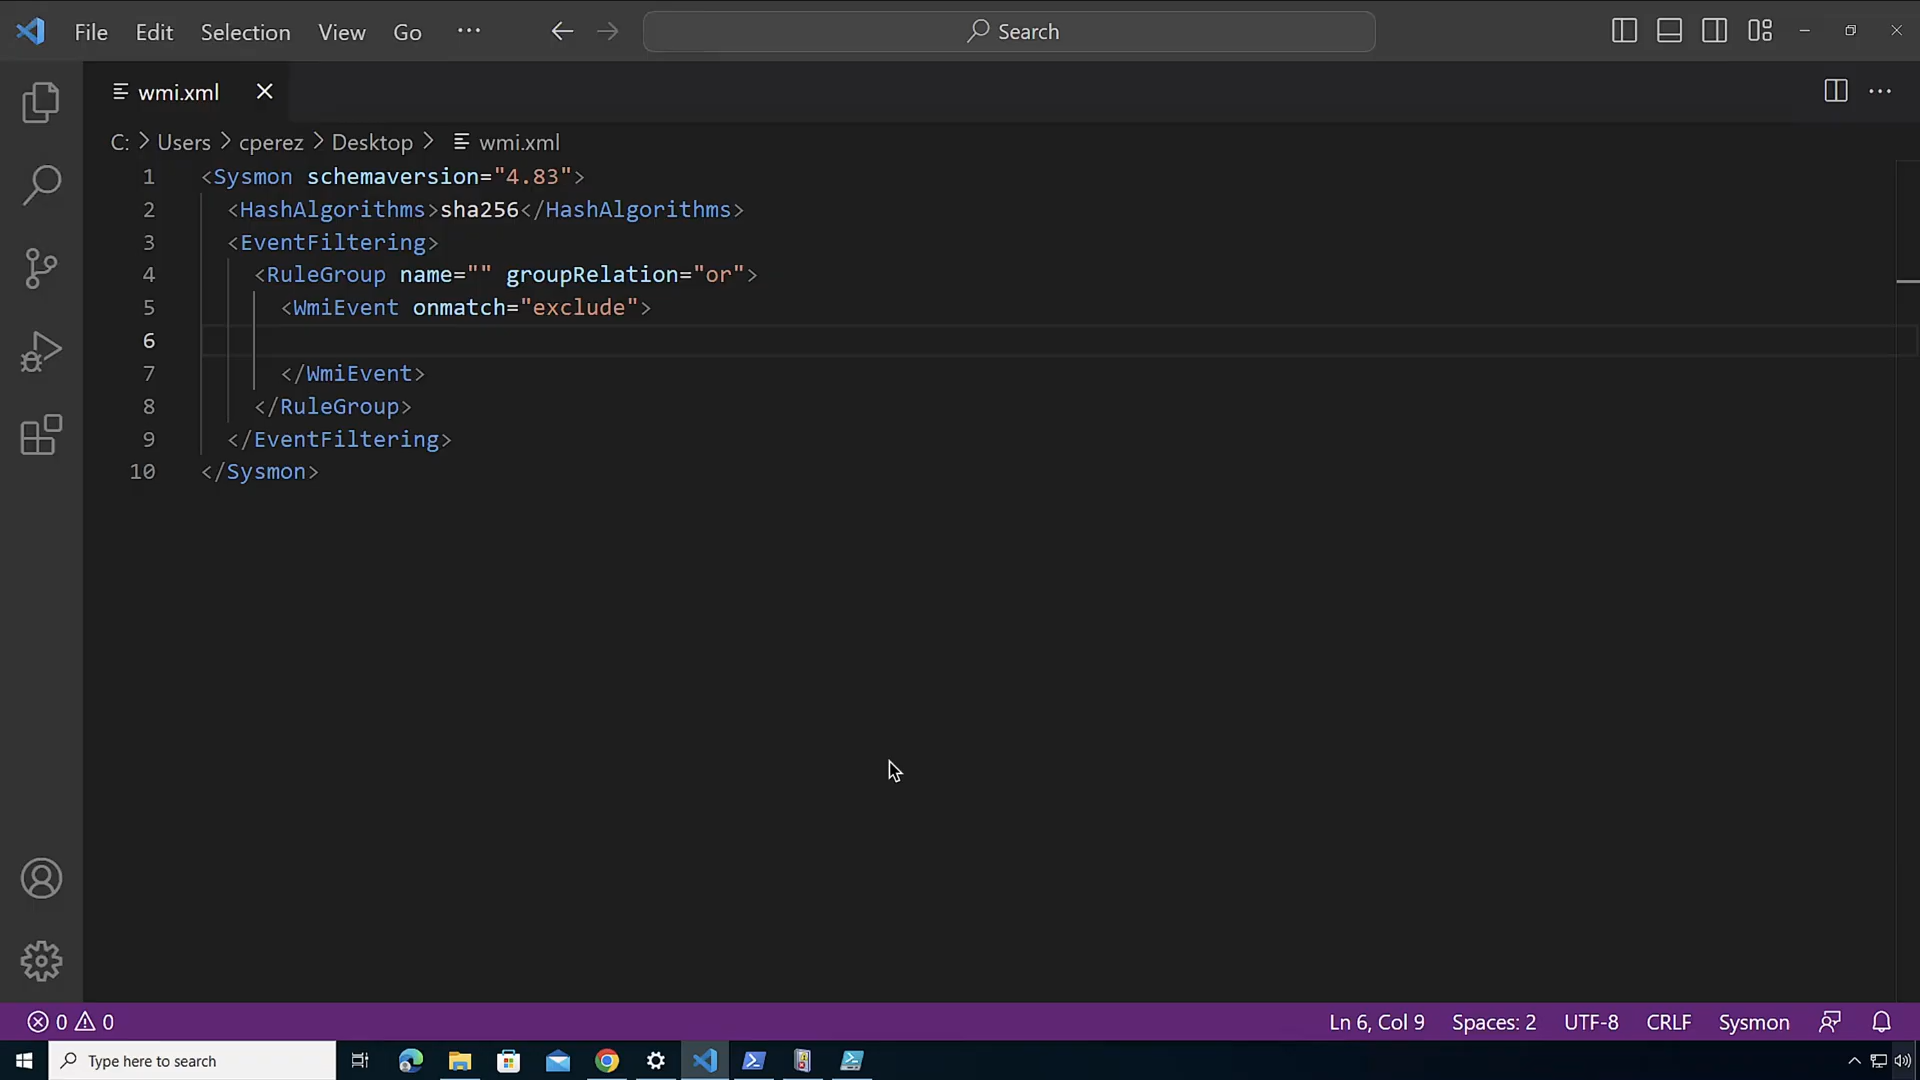 File Edit Selection View Go ··· Search
wmi.xml
C: > Users > cperez > Desktop > wmi.xml
1 <Sysmon schemaversion="4.83">
2 <HashAlgorithms>sha256</HashAlgorithms>
3 <EventFiltering>
4 <RuleGroup name="" groupRelation="or">
5 <WmiEvent onmatch="exclude">
6
7 </WmiEvent>
8 </RuleGroup>
9 </EventFiltering>
10 </Sysmon>
0 0 Ln 6, Col 9 Spaces: 2 UTF-8 CRLF Sysmon
Type here to search